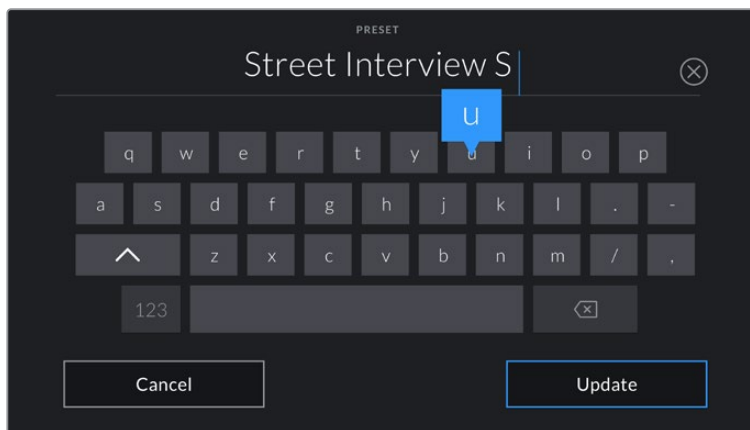 PRESET
Street Interview S
u
q w e r t y u i o p
a s d f g h j k l . -
z x c v b n m / ,
123
Cancel Update